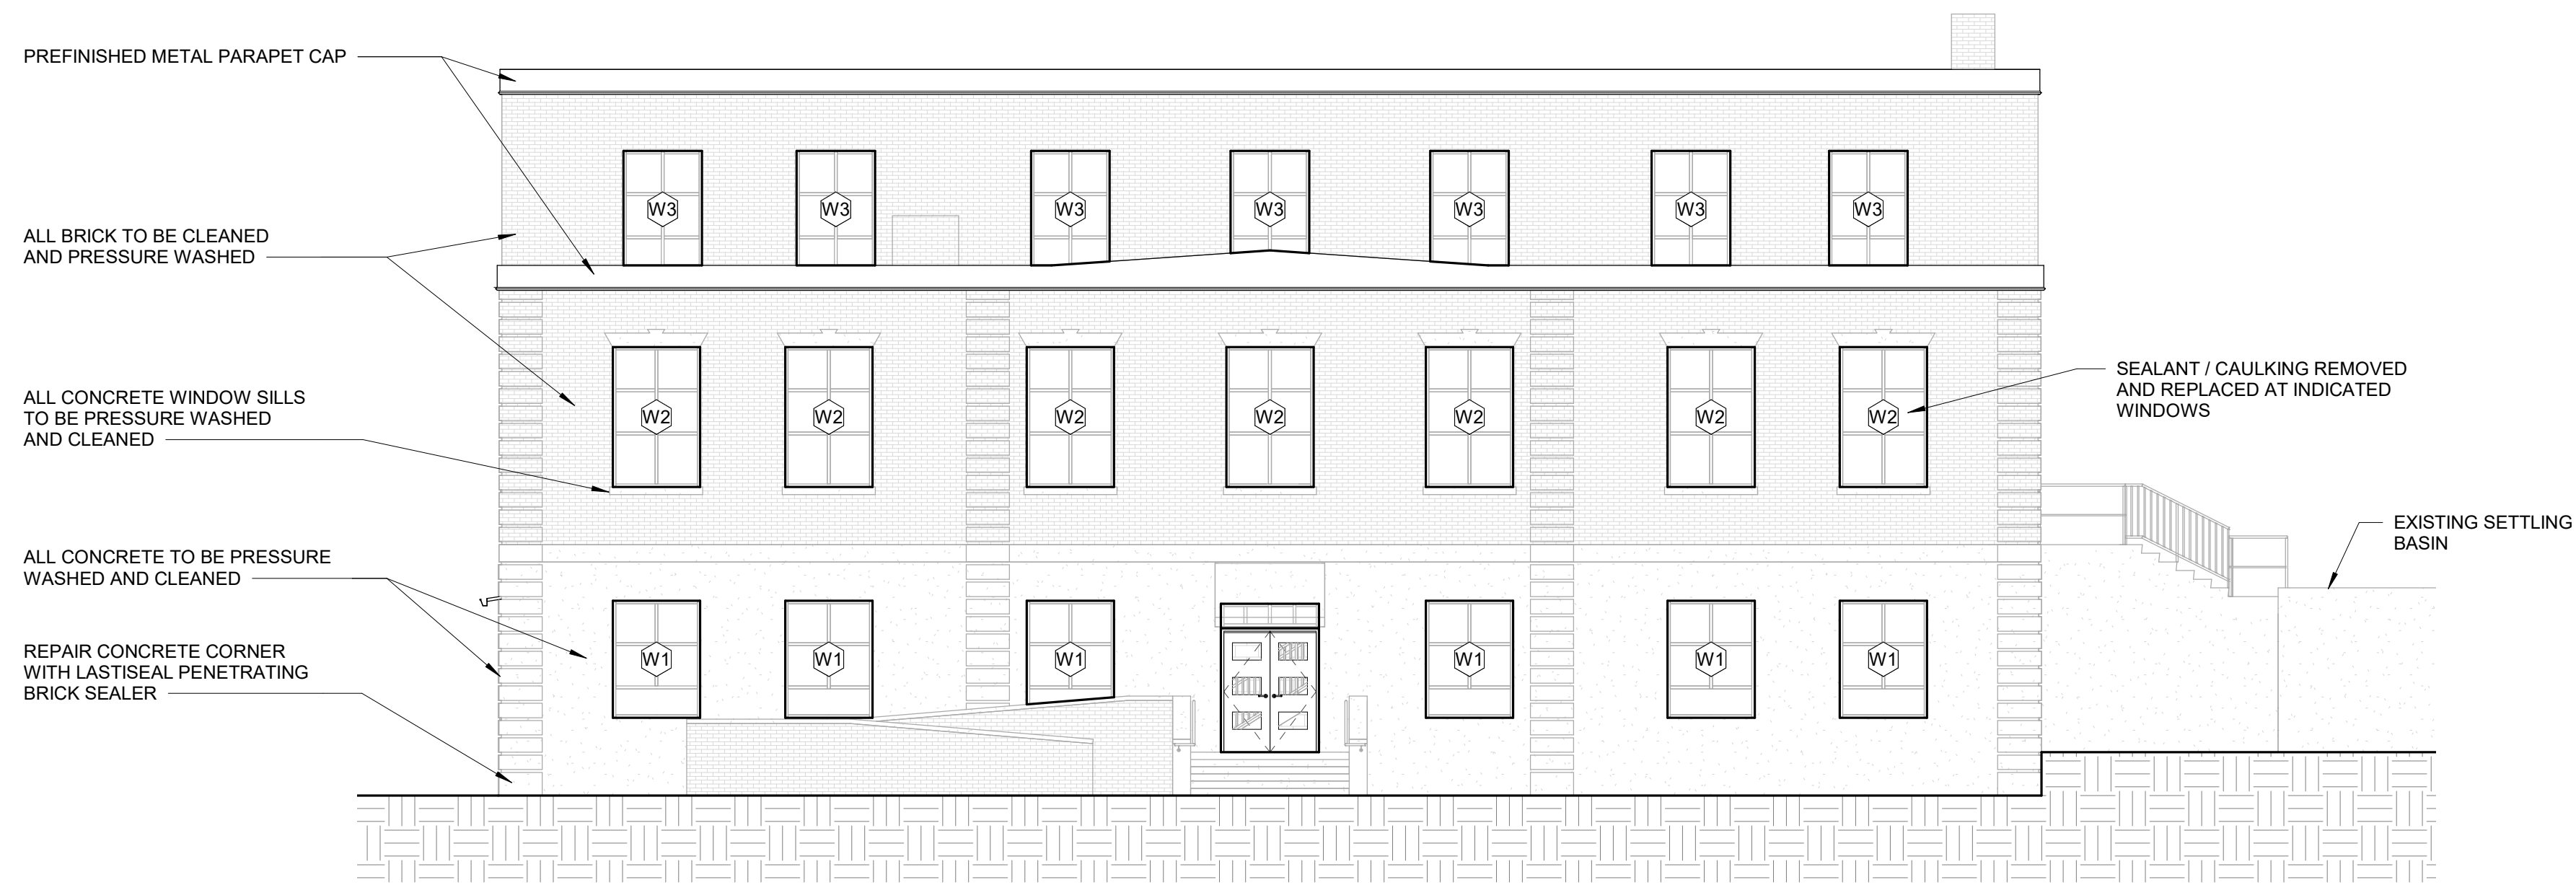 PREFINISHED METAL PARAPET CAP
W3
W3
W3
W3
W3
W3
W3
ALL BRICK TO BE CLEANED
AND PRESSURE WASHED
ALL CONCRETE WINDOW SILLS
TO BE PRESSURE WASHED
AND CLEANED
W2
W2
W2
W2
W2
W2
W2
SEALANT / CAULKING REMOVED
AND REPLACED AT INDICATED
WINDOWS
EXISTING SETTLING
BASIN
ALL CONCRETE TO BE PRESSURE
WASHED AND CLEANED
W1
W1
W1
W1
W1
W1
REPAIR CONCRETE CORNER
WITH LASTISEAL PENETRATING
BRICK SEALER